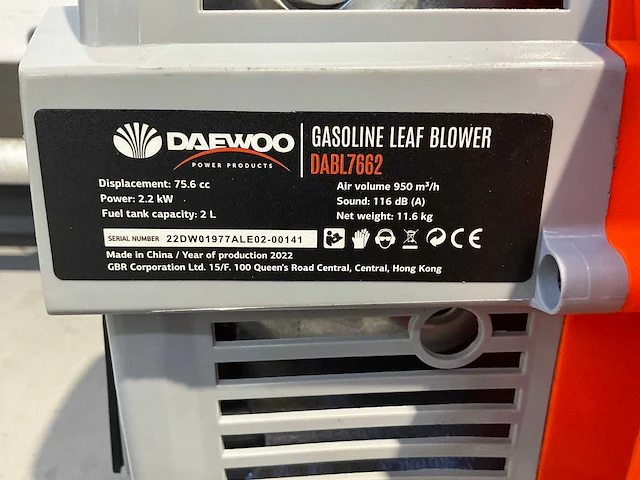 DAEWOO
POWER PRODUCTS
GASOLINE LEAF BLOWER
DABL7662
Displacement: 75.6 cc
Power: 2.2 kW
Fuel tank capacity: 2 L
Air volume 950 m³/h
Sound: 116 dB (A)
Net weight: 11.6 kg
SERIAL NUMBER 22DW01977ALE02-00141
CE
Made in China / Year of production 2022
GBR Corporation Ltd. 15/F. 100 Queen's Road Central, Central, Hong Kong